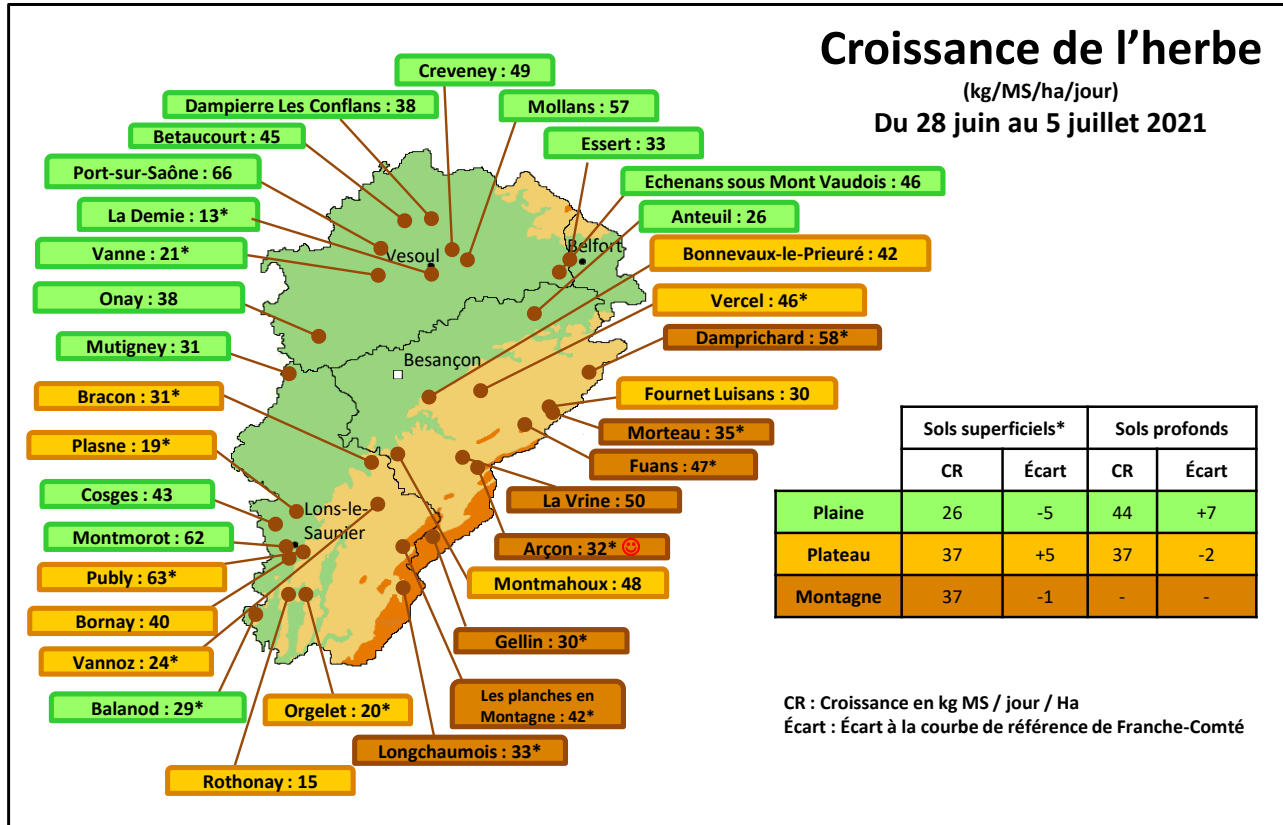 Croissance de l’herbe
(kg/MS/ha/jour)
Du 28 juin au 5 juillet 2021
Creveney : 49
Dampierre Les Conflans : 38
Mollans : 57
Betaucourt : 45
Essert : 33
Port-sur-Saône : 66
Echenans sous Mont Vaudois : 46
La Demie : 13*
Anteuil : 26
Vesoul
Belfort
Vanne : 21*
Bonnevaux-le-Prieuré : 42
Onay : 38
Vercel : 46*
Mutigney : 31
Damprichard : 58*
Besançon
Bracon : 31*
Fournet Luisans : 30
Plasne : 19*
Morteau : 35*
Fuans : 47*
Cosges : 43
La Vrine : 50
Lons-le-
Saunier
Montmorot : 62
Arçon : 32*
Publy : 63*
Montmahoux : 48
Bornay : 40
Gellin : 30*
Vannoz : 24*
Balanod : 29*
Orgelet : 20*
Les planches en
Montagne : 42*
Longchaumois : 33*
Rothonay : 15
Sols superficiels* Sols profonds
CR Écart CR Écart
Plaine 26 -5 44 +7
Plateau 37 +5 37 -2
Montagne 37 -1 - -
CR : Croissance en kg MS / jour / Ha
Écart : Écart à la courbe de référence de Franche-Comté